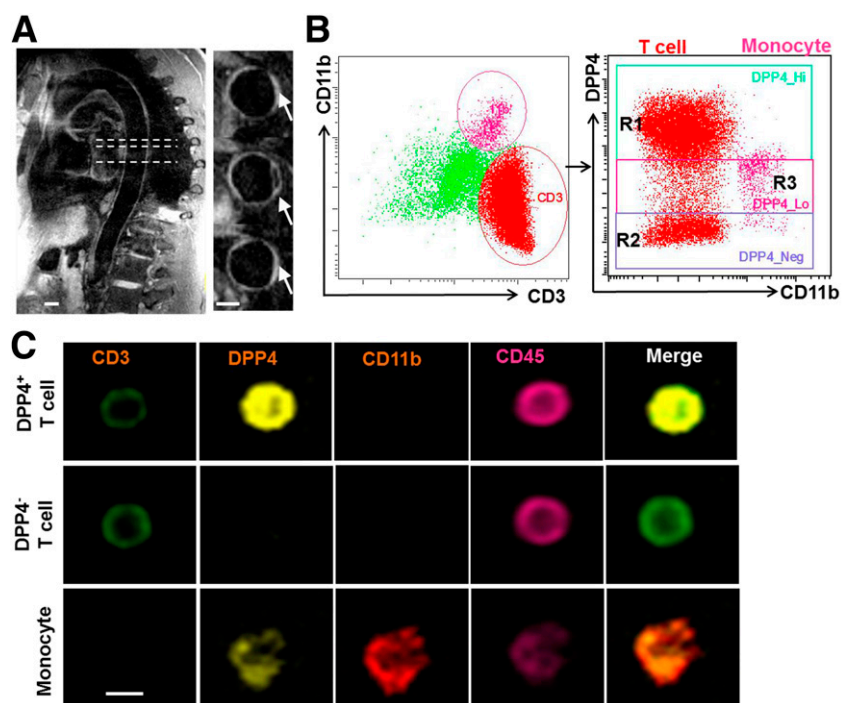 A
B
CD11b
CD3
CD3
T cell
Monocyte
DPP4
DPP4_Hi
R1
R3
DPP4_Lo
R2
DPP4_Neg
CD11b
C
CD3
DPP4
CD11b
CD45
Merge
DPP4⁺
T cell
DPP4⁻
T cell
Monocyte